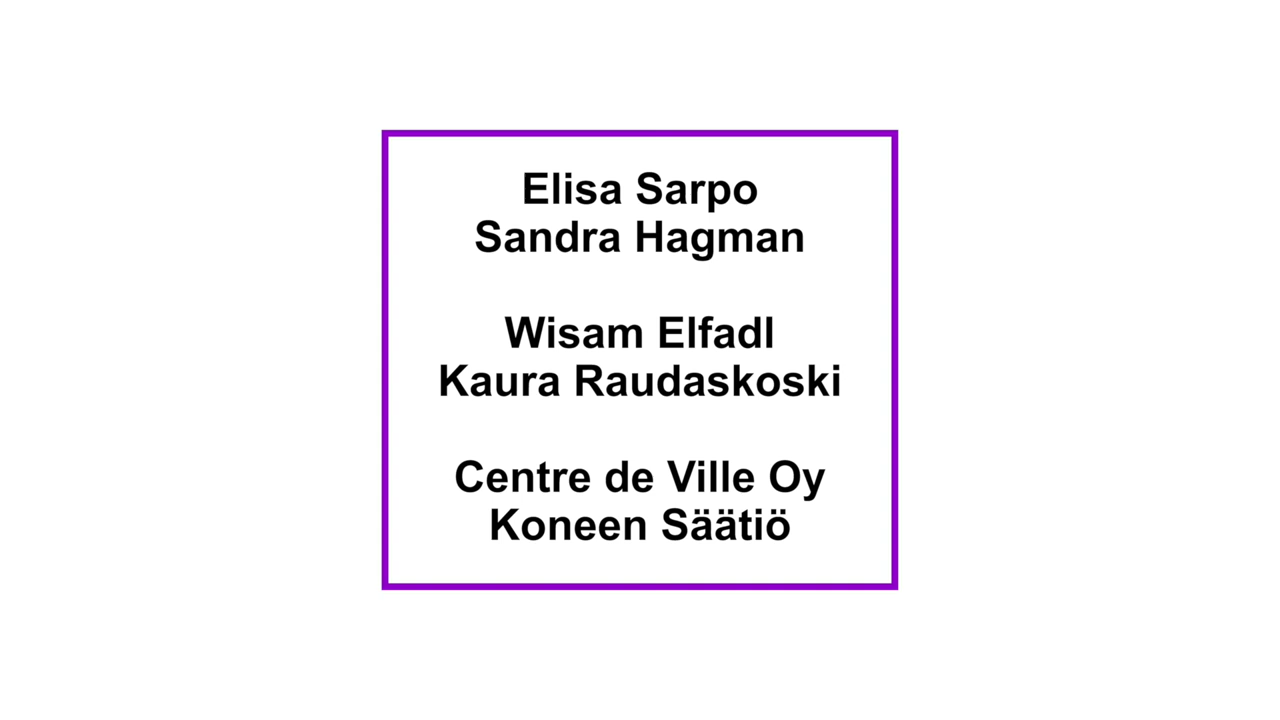 Elisa Sarpo
Sandra Hagman
Wisam Elfadl
Kaura Raudaskoski
Centre de Ville Oy
Koneen Säätiö